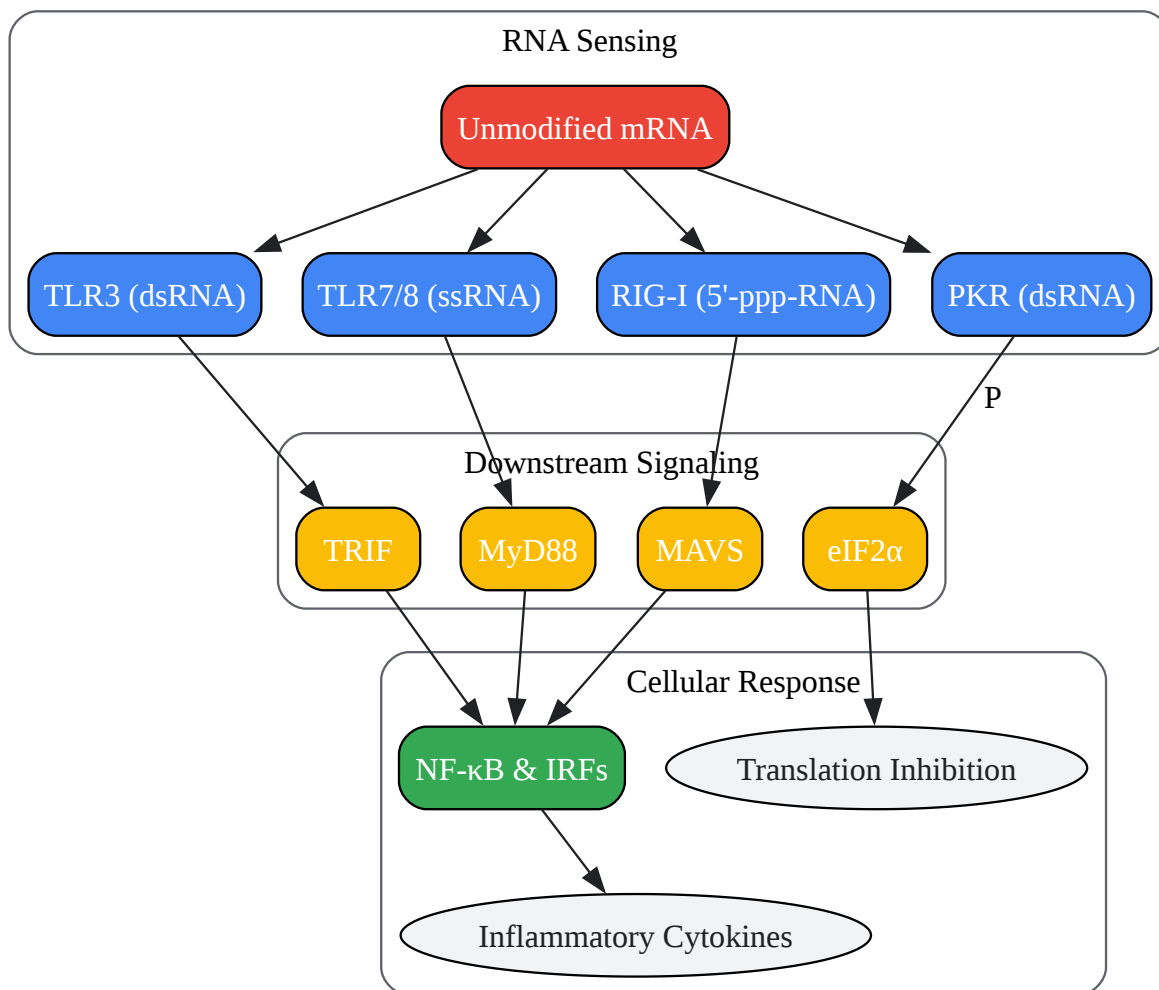 RNA Sensing
Unmodified mRNA
TLR3 (dsRNA)
TLR7/8 (ssRNA)
RIG-I (5'-ppp-RNA)
PKR (dsRNA)
P
Downstream Signaling
TRIF
MyD88
MAVS
eIF2α
Cellular Response
NF-κB & IRFs
Translation Inhibition
Inflammatory Cytokines